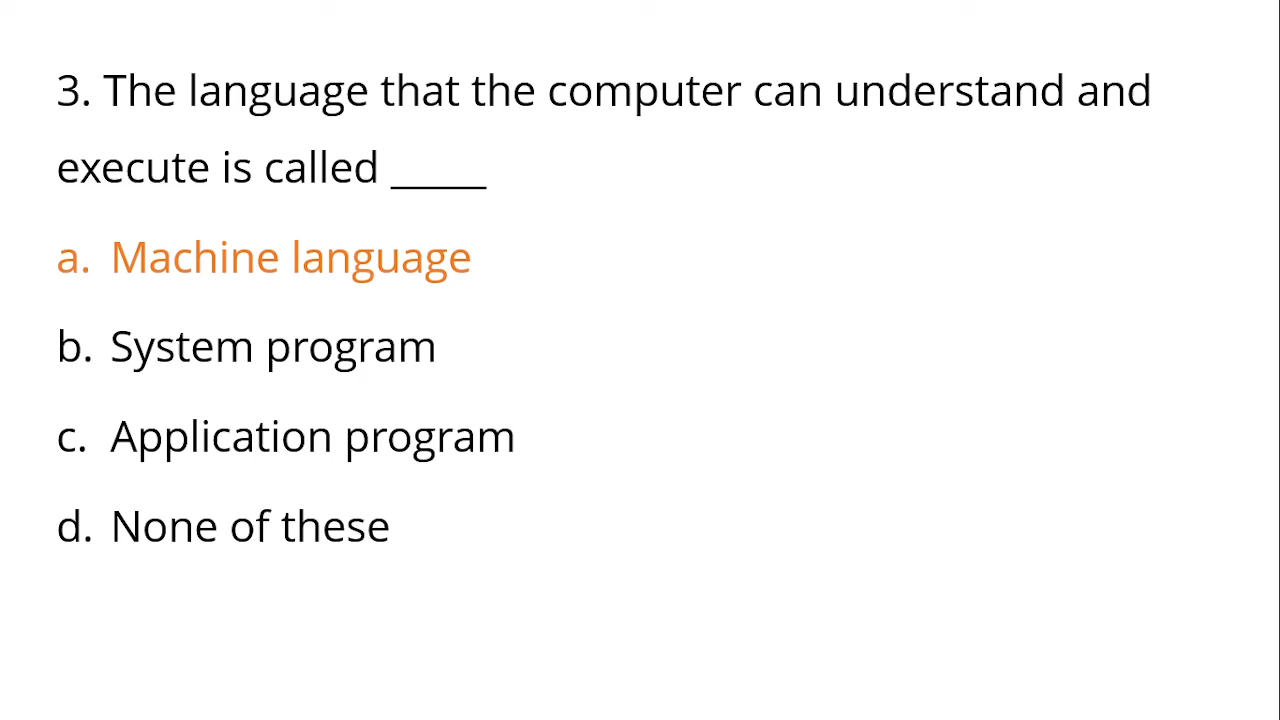 3. The language that the computer can understand and
execute is called _____
a. Machine language
b. System program
c. Application program
d. None of these